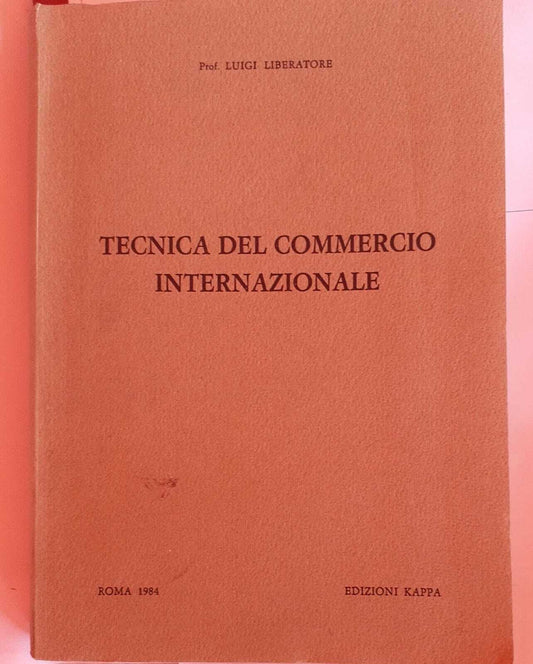 Prof. LUIGI LIBERATORE
TECNICA DEL COMMERCIO
INTERNAZIONALE
ROMA 1984
EDIZIONI KAPPA